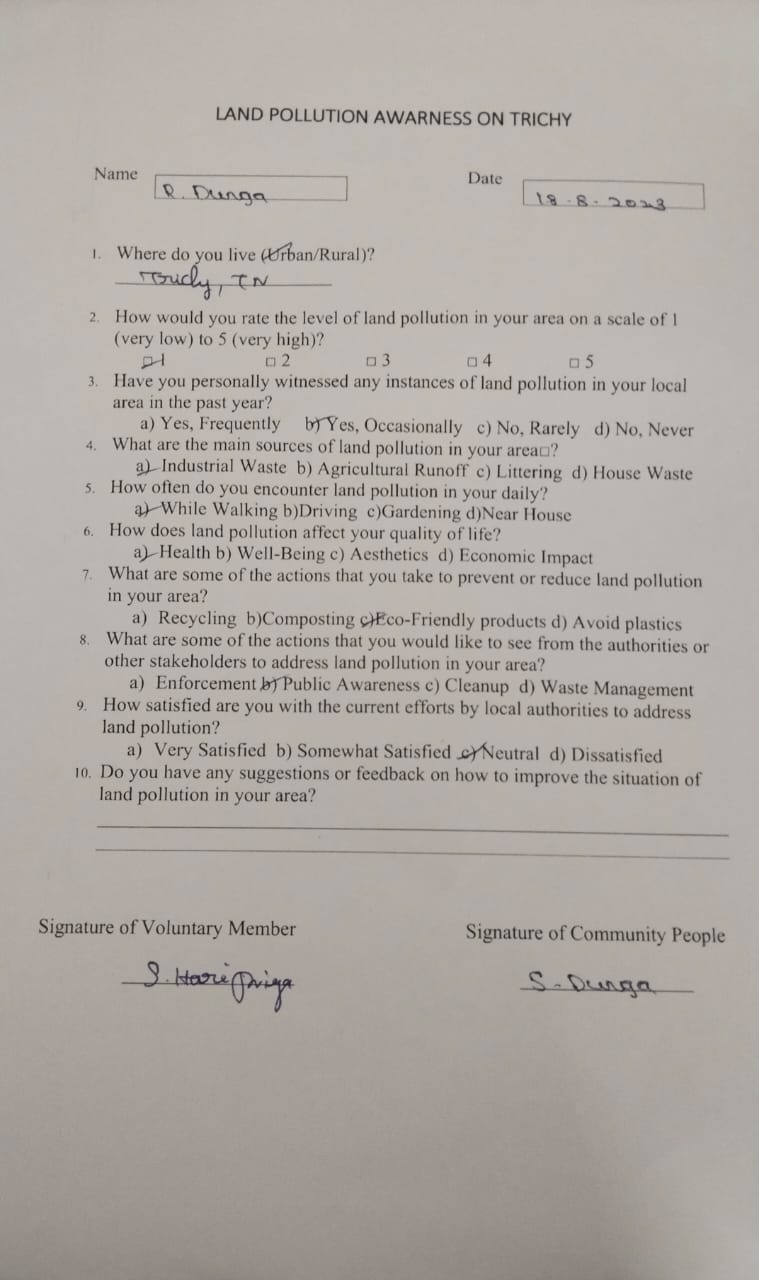 LAND POLLUTION AWARNESS ON TRICHY
Name R. Durga Date 18-8-2023
1. Where do you live (Urban/Rural)?
Trichy, TN
2. How would you rate the level of land pollution in your area on a scale of 1
(very low) to 5 (very high)?
□ 1 □ 2 □ 3 □ 4 □ 5
3. Have you personally witnessed any instances of land pollution in your local
area in the past year?
a) Yes, Frequently b) Yes, Occasionally c) No, Rarely d) No, Never
4. What are the main sources of land pollution in your area□?
a) Industrial Waste b) Agricultural Runoff c) Littering d) House Waste
5. How often do you encounter land pollution in your daily?
a) While Walking b)Driving c)Gardening d)Near House
6. How does land pollution affect your quality of life?
a) Health b) Well-Being c) Aesthetics d) Economic Impact
7. What are some of the actions that you take to prevent or reduce land pollution
in your area?
a) Recycling b)Composting c)Eco-Friendly products d) Avoid plastics
8. What are some of the actions that you would like to see from the authorities or
other stakeholders to address land pollution in your area?
a) Enforcement b) Public Awareness c) Cleanup d) Waste Management
9. How satisfied are you with the current efforts by local authorities to address
land pollution?
a) Very Satisfied b) Somewhat Satisfied c) Neutral d) Dissatisfied
10. Do you have any suggestions or feedback on how to improve the situation of
land pollution in your area?
Signature of Voluntary Member Signature of Community People
S. Haripriya S-Durga